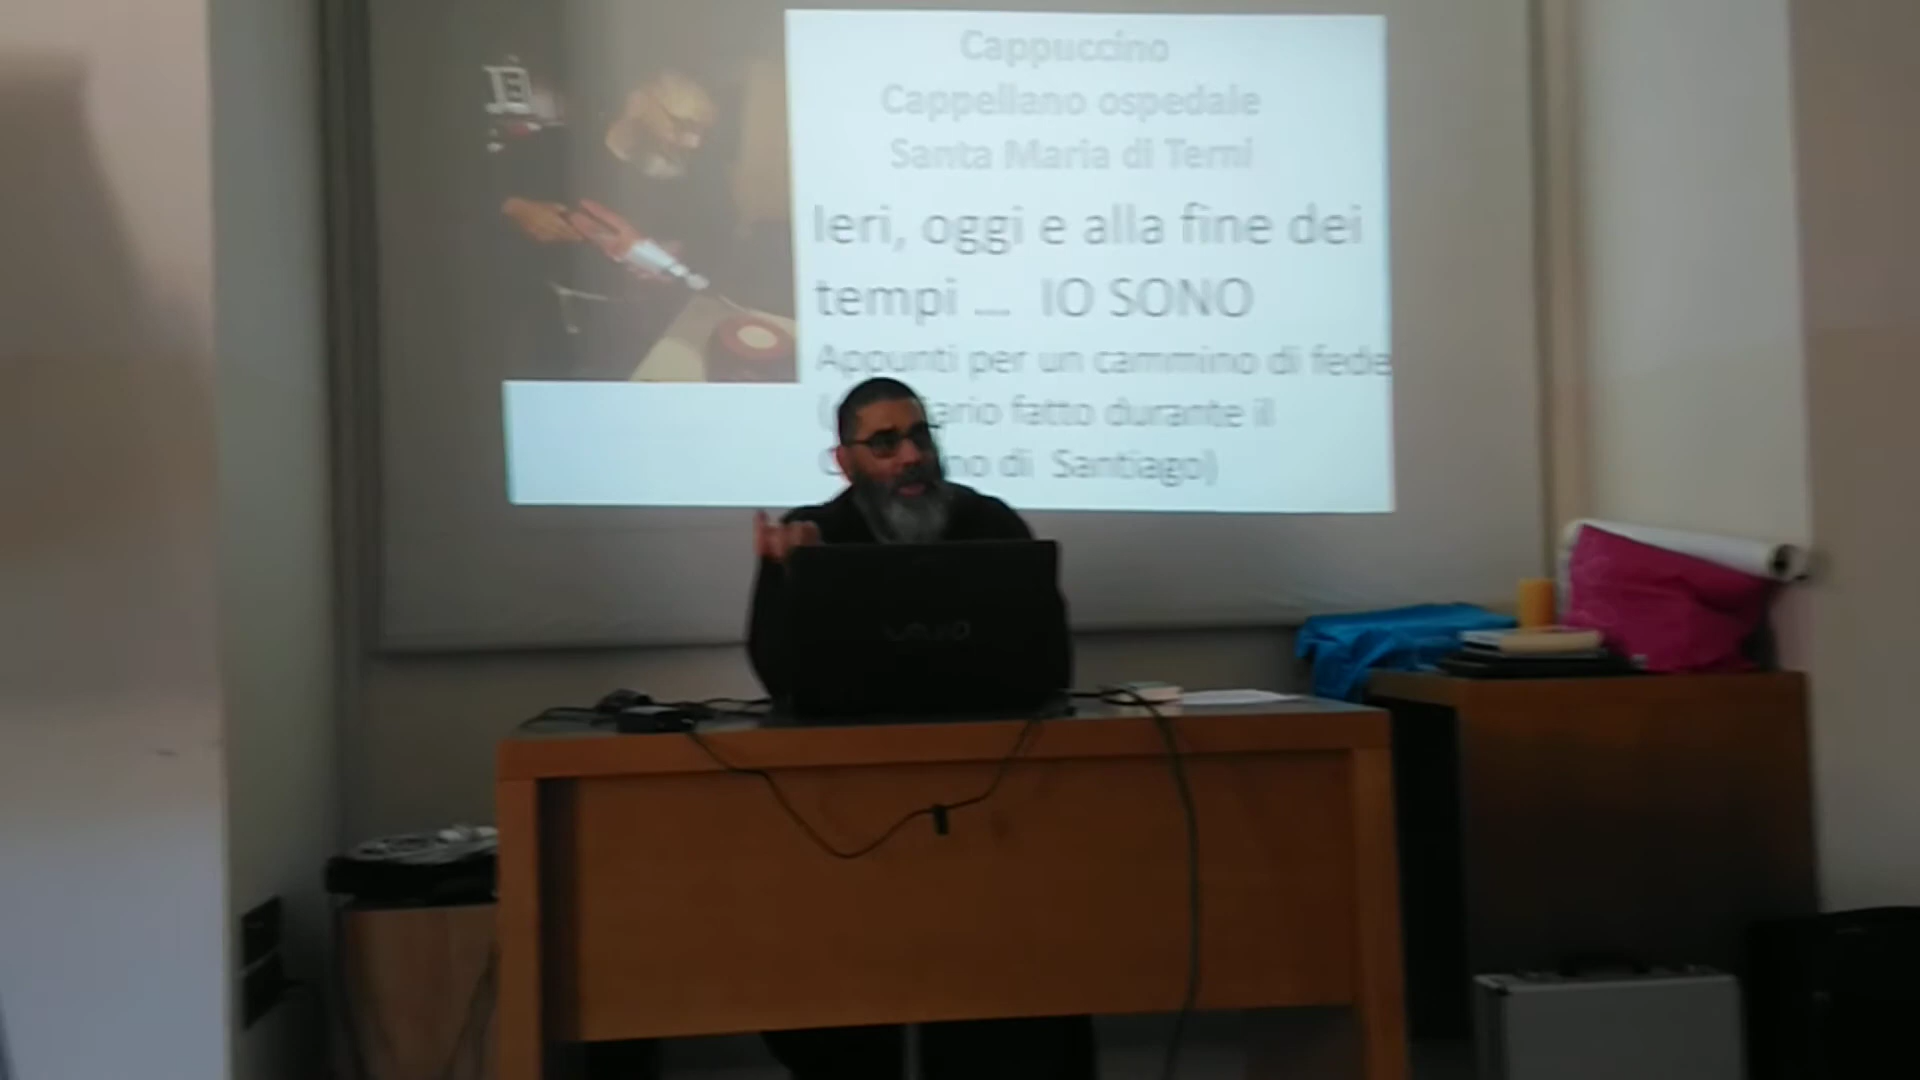 Cappuccino
Cappellano ospedale
Santa Maria di Terni
Ieri, oggi e alla fine dei
tempi ... IO SONO
Appunti per un cammino di fede
fatto durante il
di Santiago)
VAIO